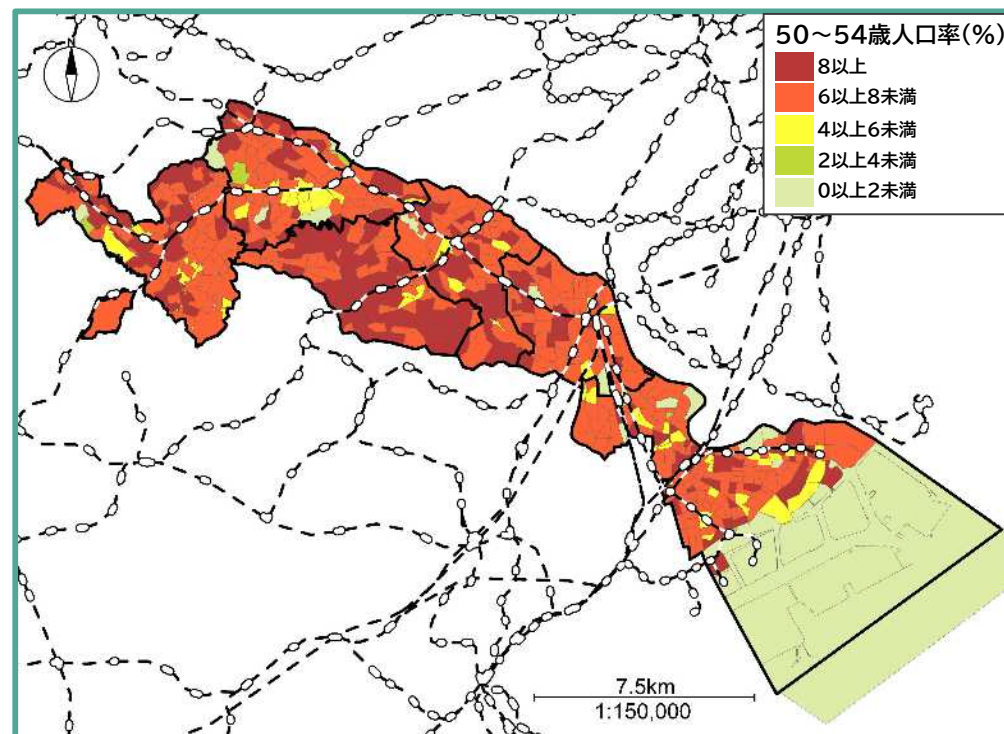 N
50～54歳人口率(%)
8以上
6以上8未満
4以上6未満
2以上4未満
0以上2未満
7.5km
1:150,000